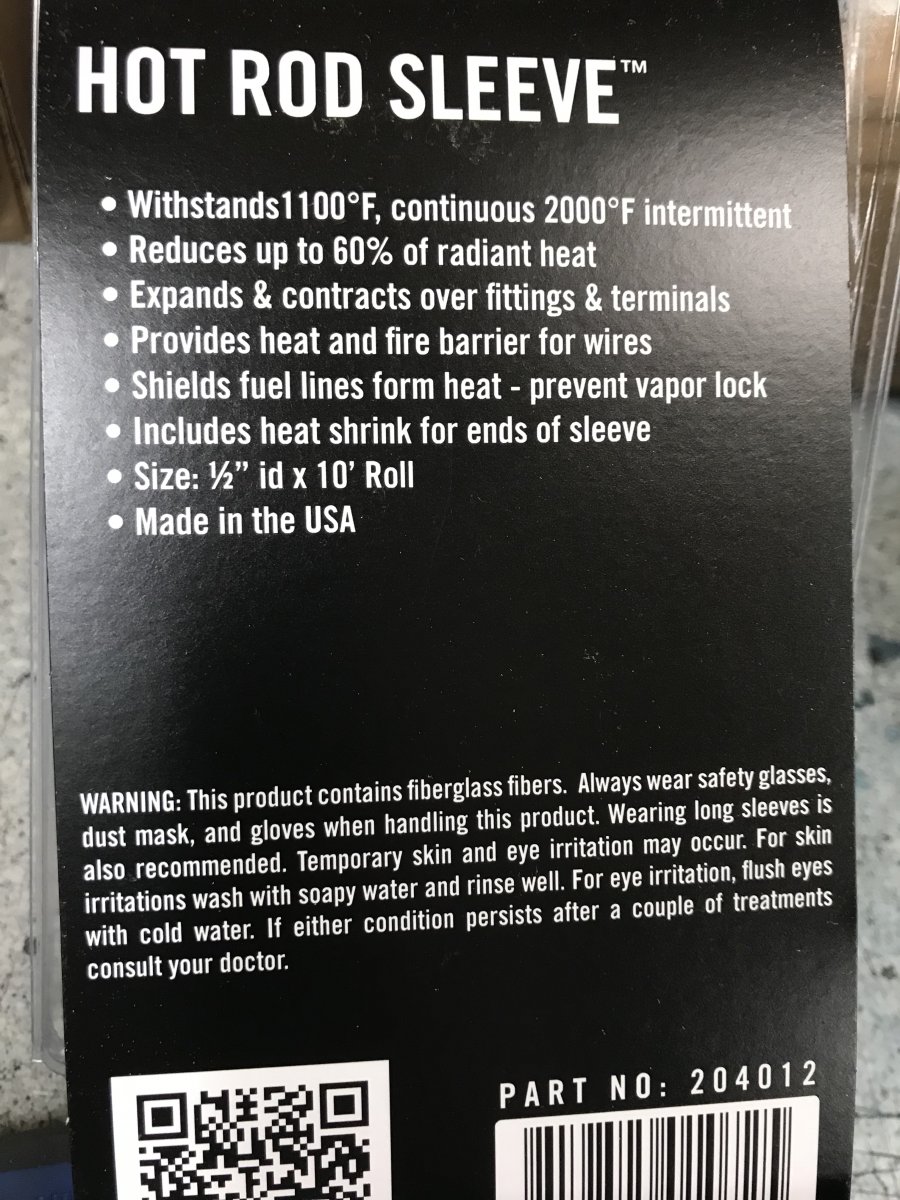 HOT ROD SLEEVE™
• Withstands1100°F, continuous 2000°F intermittent
• Reduces up to 60% of radiant heat
• Expands & contracts over fittings & terminals
• Provides heat and fire barrier for wires
• Shields fuel lines form heat - prevent vapor lock
• Includes heat shrink for ends of sleeve
• Size: ½” id x 10’ Roll
• Made in the USA
WARNING: This product contains fiberglass fibers. Always wear safety glasses,
dust mask, and gloves when handling this product. Wearing long sleeves is
also recommended. Temporary skin and eye irritation may occur. For skin
irritations wash with soapy water and rinse well. For eye irritation, flush eyes
with cold water. If either condition persists after a couple of treatments
consult your doctor.
PART NO: 204012